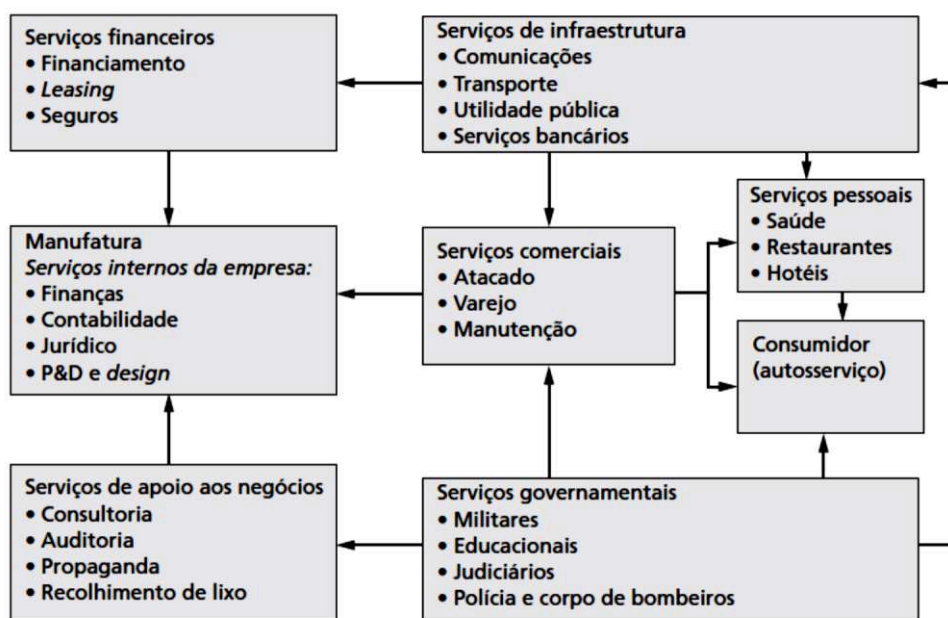 Serviços financeiros
• Financiamento
• Leasing
• Seguros
Serviços de infraestrutura
• Comunicações
• Transporte
• Utilidade pública
• Serviços bancários
Serviços pessoais
• Saúde
• Restaurantes
• Hotéis
Manufatura
Serviços internos da empresa:
• Finanças
• Contabilidade
• Jurídico
• P&D e design
Serviços comerciais
• Atacado
• Varejo
• Manutenção
Consumidor
(autosserviço)
Serviços de apoio aos negócios
• Consultoria
• Auditoria
• Propaganda
• Recolhimento de lixo
Serviços governamentais
• Militares
• Educacionais
• Judiciários
• Polícia e corpo de bombeiros